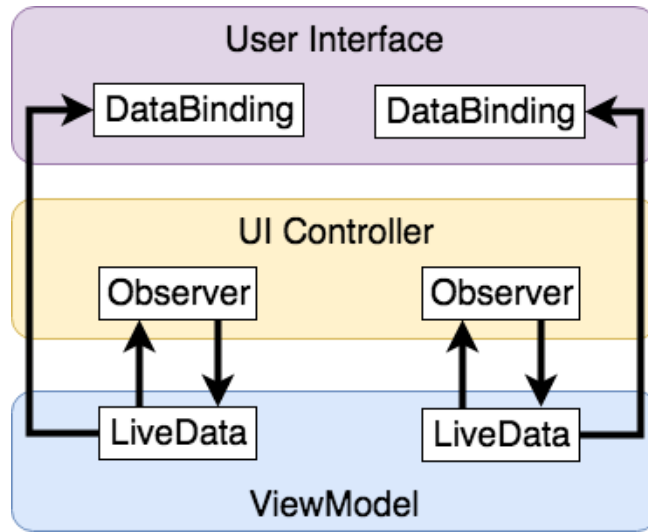 User Interface
DataBinding
DataBinding
UI Controller
Observer
Observer
LiveData
LiveData
ViewModel